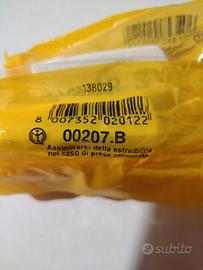 138029
8 007352 020122
00207.B
Assicurarsi della estraibilità
nel caso di prese
subito